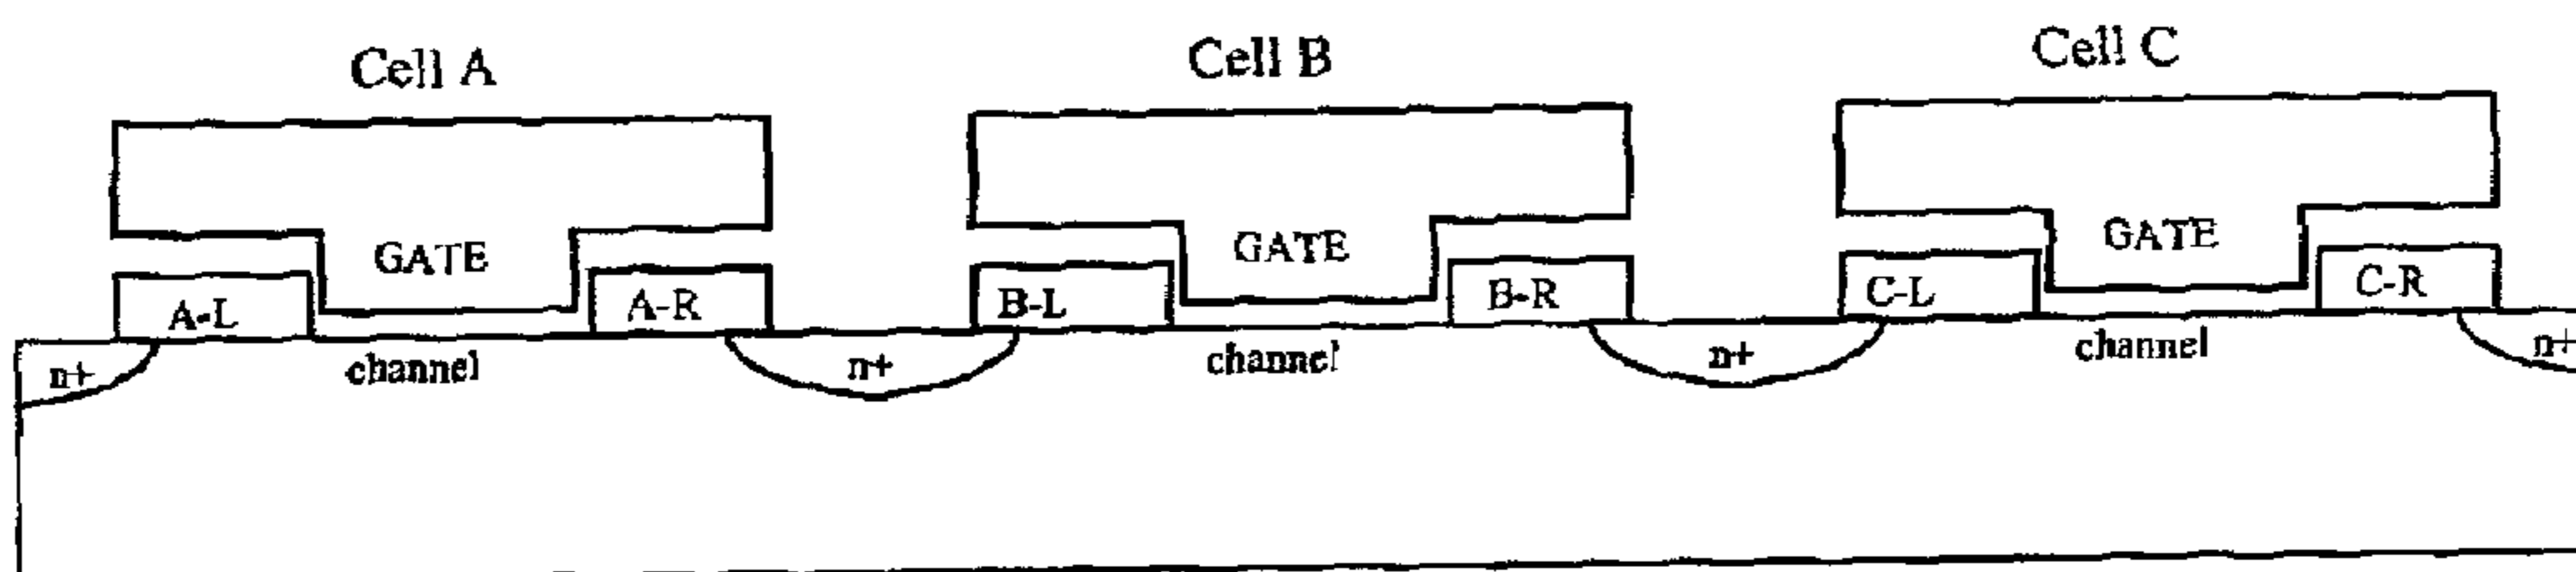 Cell A
Cell B
Cell C
GATE
GATE
GATE
A-L
A-R
B-L
B-R
C-L
C-R
n+
channel
n+
channel
n+
channel
n+